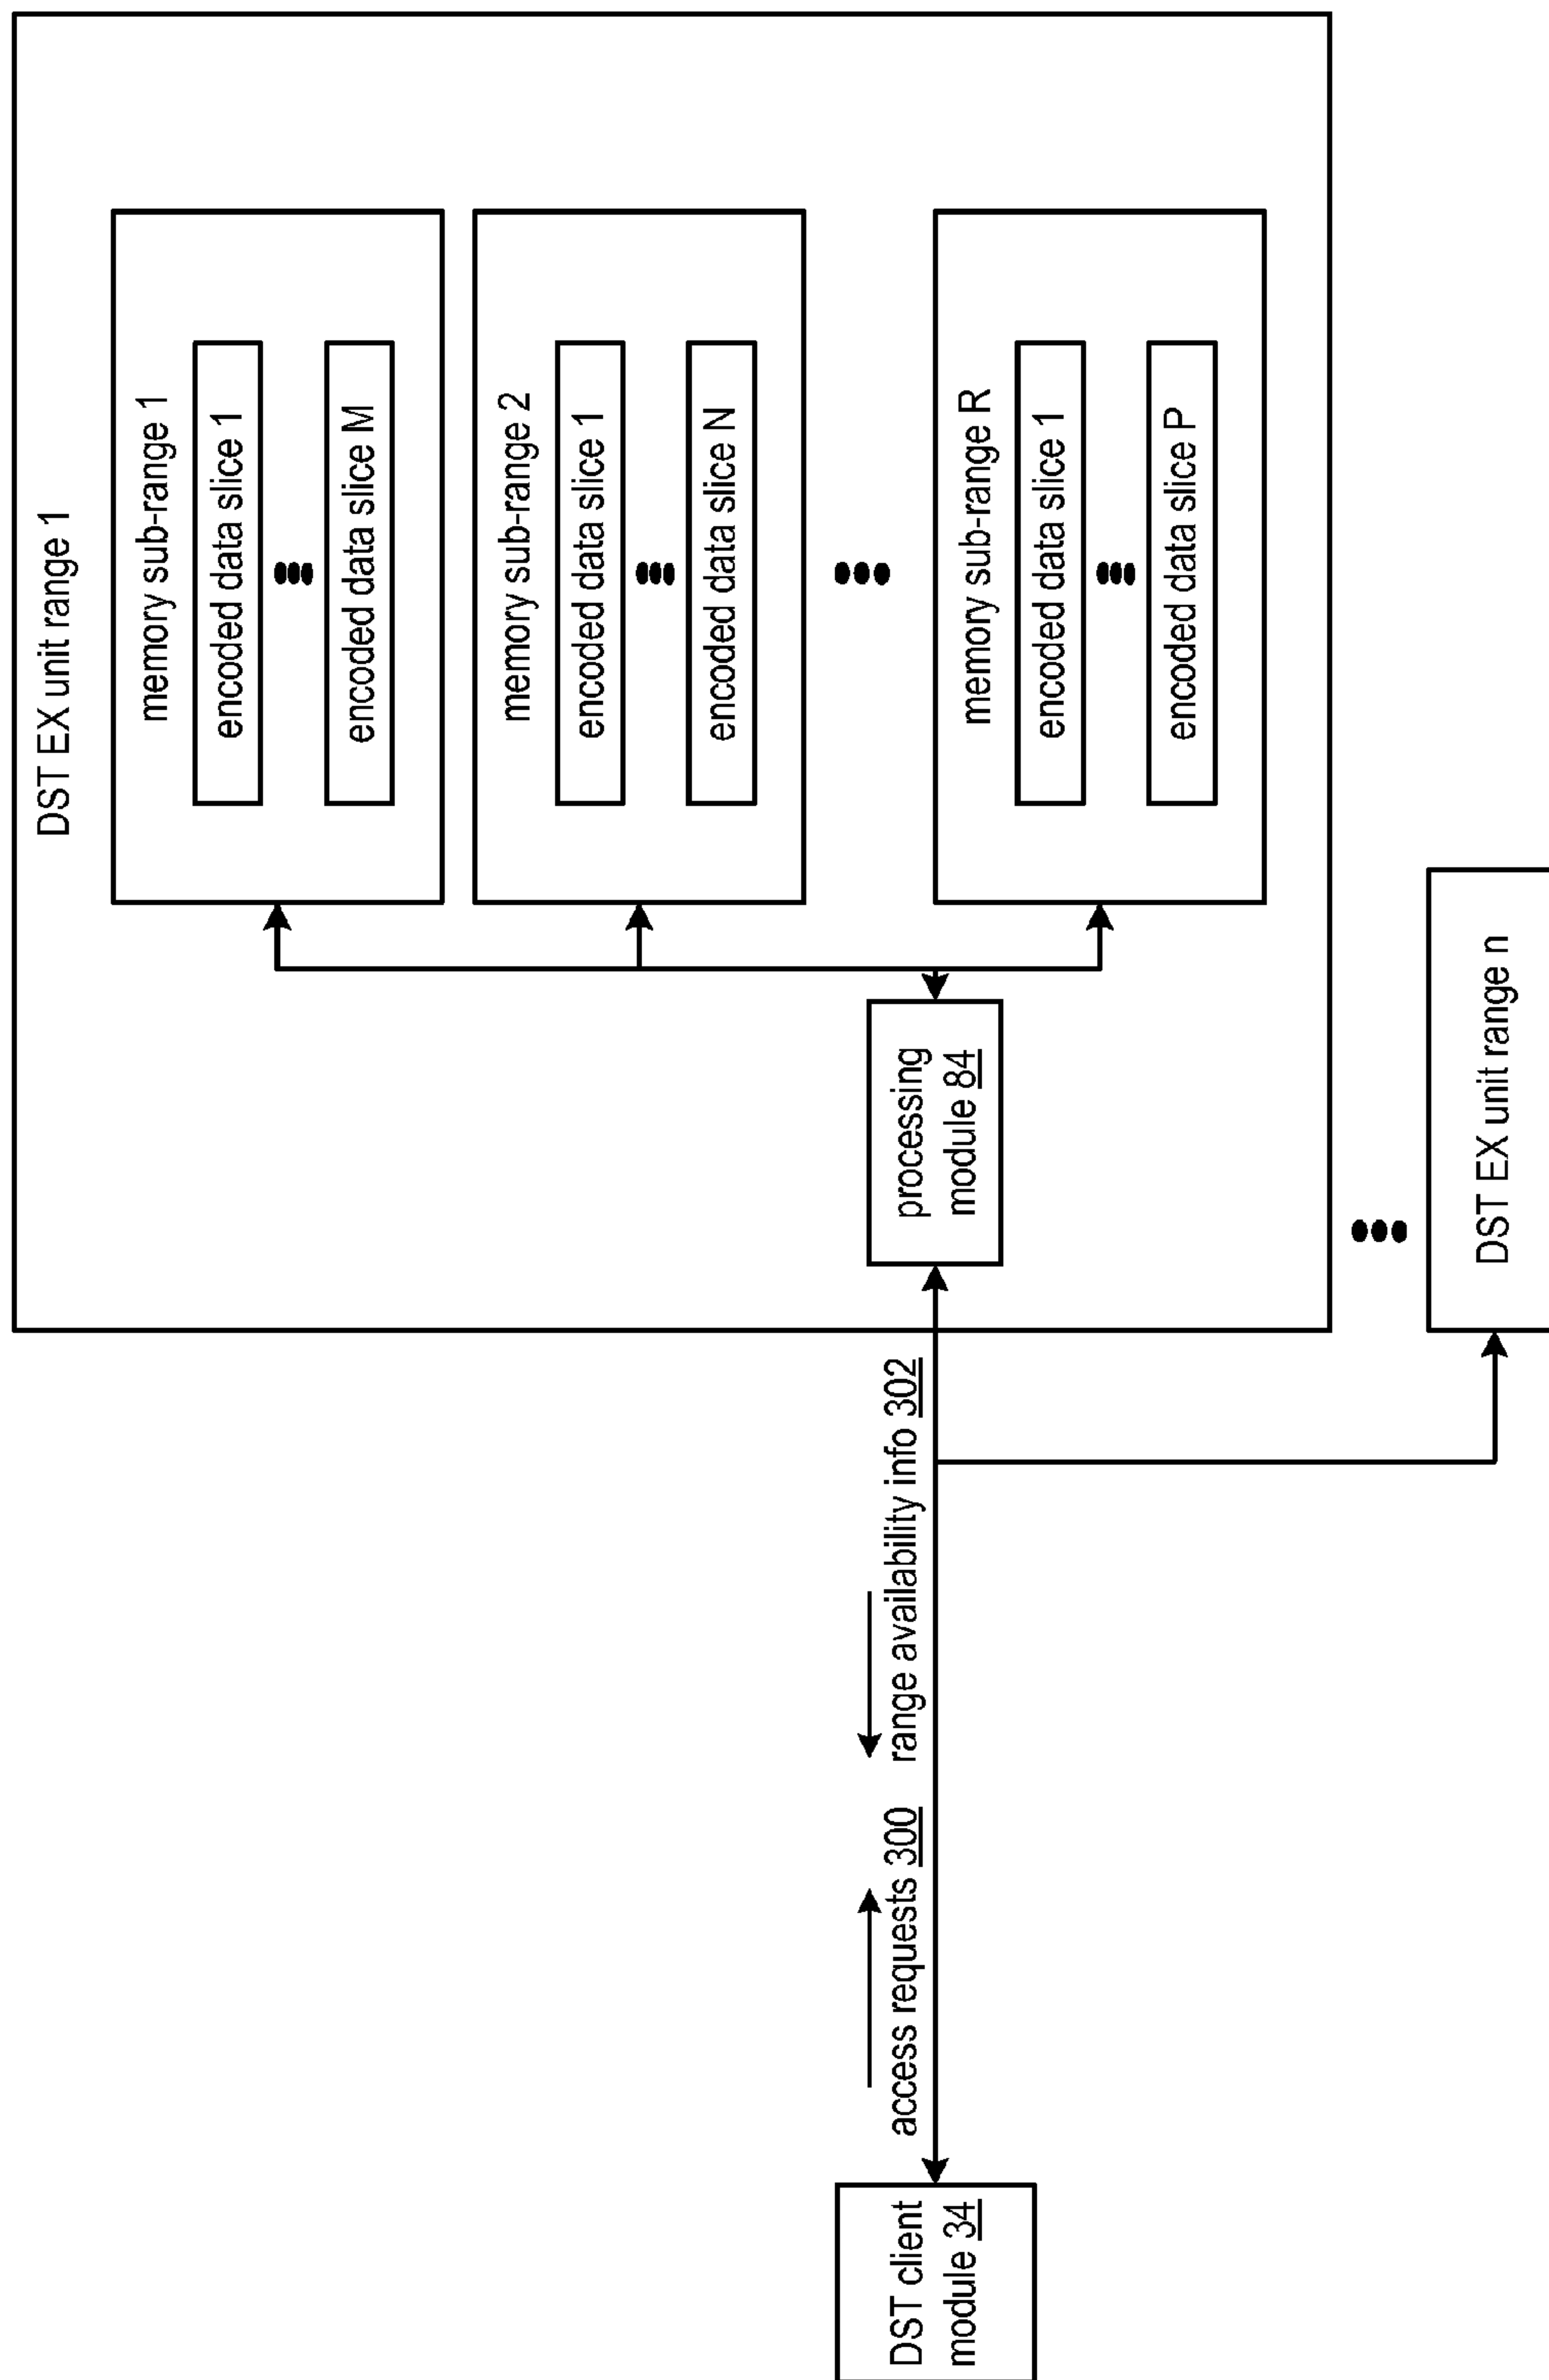 DST EX unit range 1
memory sub-range 1
encoded data slice 1
encoded data slice M
memory sub-range 2
encoded data slice 1
encoded data slice N
memory sub-range R
encoded data slice 1
encoded data slice P
DST client
module 34
access requests 300
range availability info 302
processing
module 84
DST EX unit range n